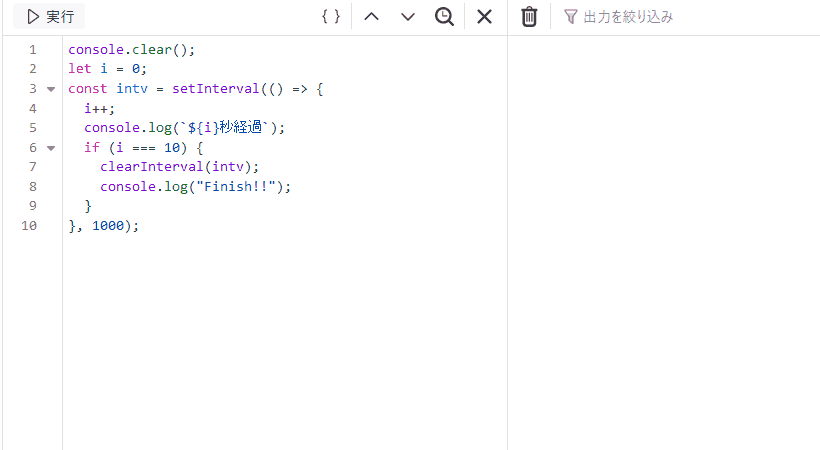 実行
{ }
出力を絞り込み
1 console.clear();
2 let i = 0;
3 const intv = setInterval(() => {
4 i++;
5 console.log(`${i}秒経過`);
6 if (i === 10) {
7 clearInterval(intv);
8 console.log("Finish!!");
9 }
10 }, 1000);